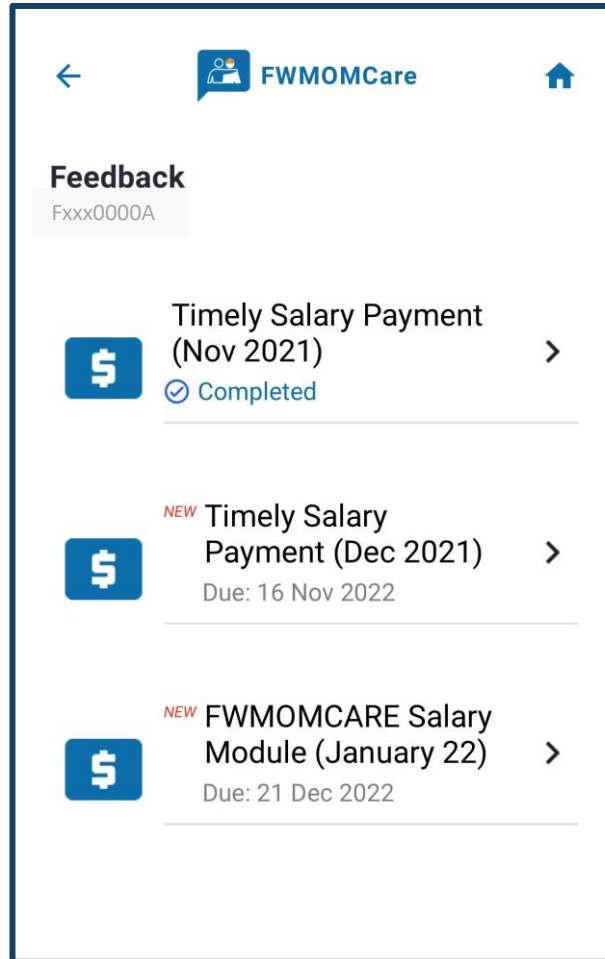 FWMOMCare
Feedback
Fxxx0000A
Timely Salary Payment
(Nov 2021)
Completed
NEW Timely Salary
Payment (Dec 2021)
Due: 16 Nov 2022
NEW FWMOMCARE Salary
Module (January 22)
Due: 21 Dec 2022